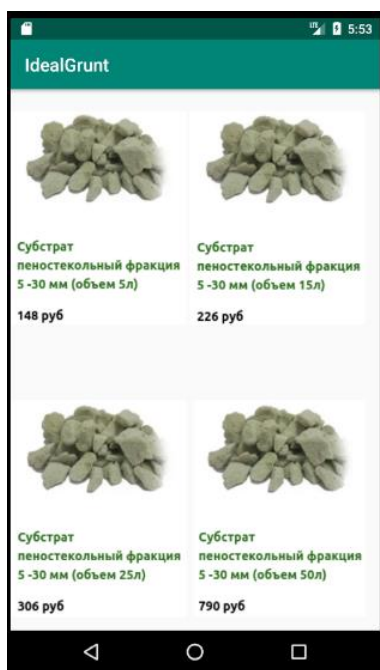 LTE 5:53
IdealGrunt
Субстрат
пеностекольный фракция
5 -30 мм (объем 5л)
148 руб
Субстрат
пеностекольный фракция
5 -30 мм (объем 15л)
226 руб
Субстрат
пеностекольный фракция
5 -30 мм (объем 25л)
306 руб
Субстрат
пеностекольный фракция
5 -30 мм (объем 50л)
790 руб